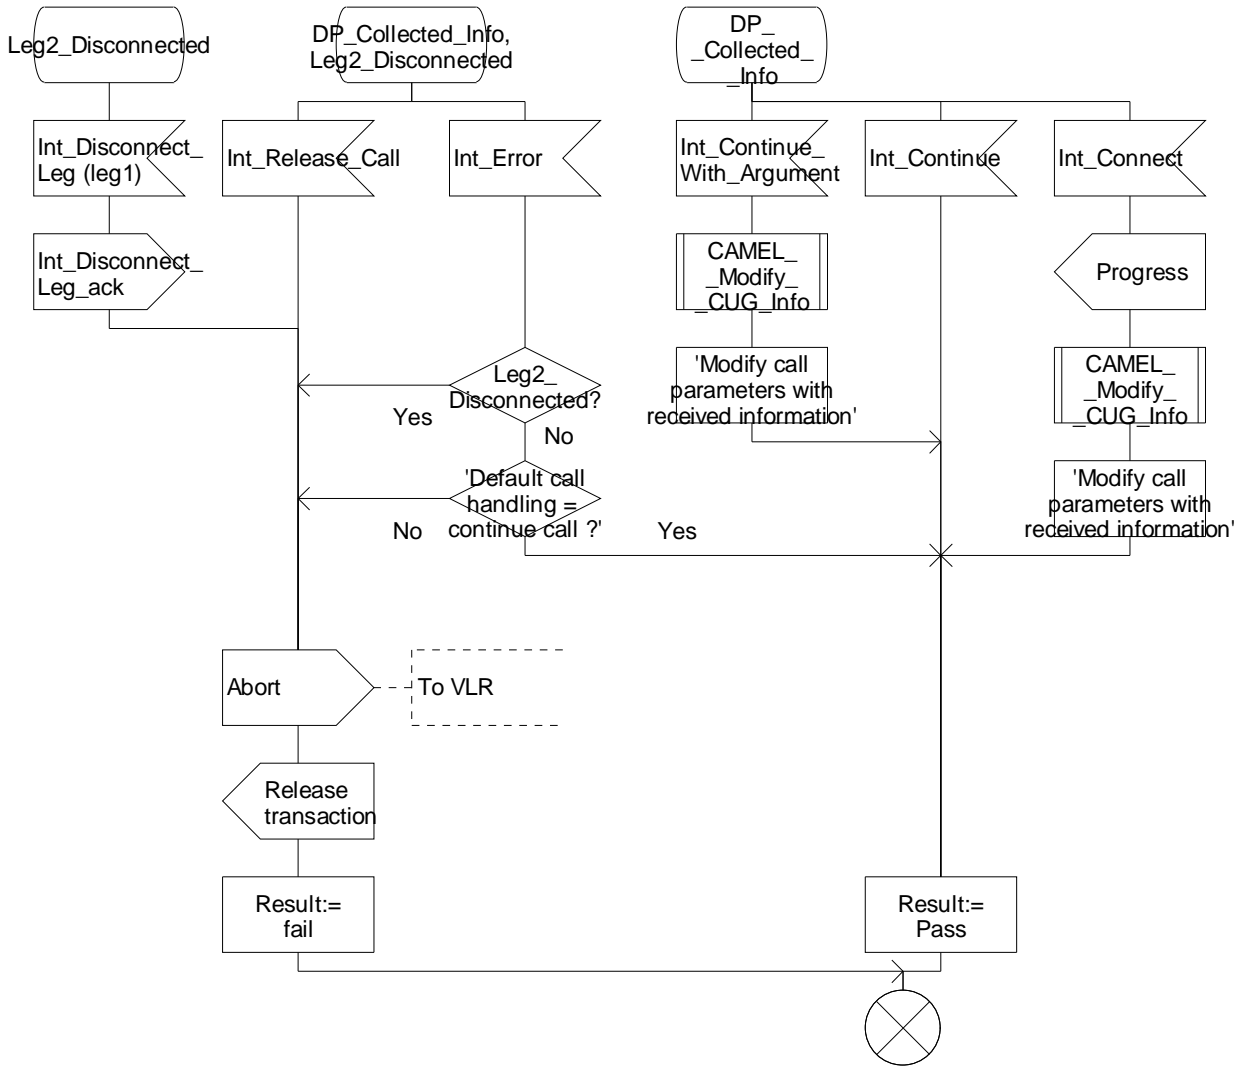 Leg2_Disconnected
DP_Collected_Info,
Leg2_Disconnected
DP_
_Collected_
_Info
Int_Disconnect_
Leg (leg1)
Int_Release_Call
Int_Error
Int_Continue_
With_Argument
Int_Continue
Int_Connect
Int_Disconnect_
Leg_ack
CAMEL_
_Modify_
_CUG_Info
Progress
Leg2_
Disconnected?
Yes
No
'Modify call
parameters with
received information'
CAMEL_
_Modify_
_CUG_Info
'Default call
handling =
continue call ?'
No
Yes
'Modify call
parameters with
received information'
Abort
To VLR
Release
transaction
Result:=
fail
Result:=
Pass